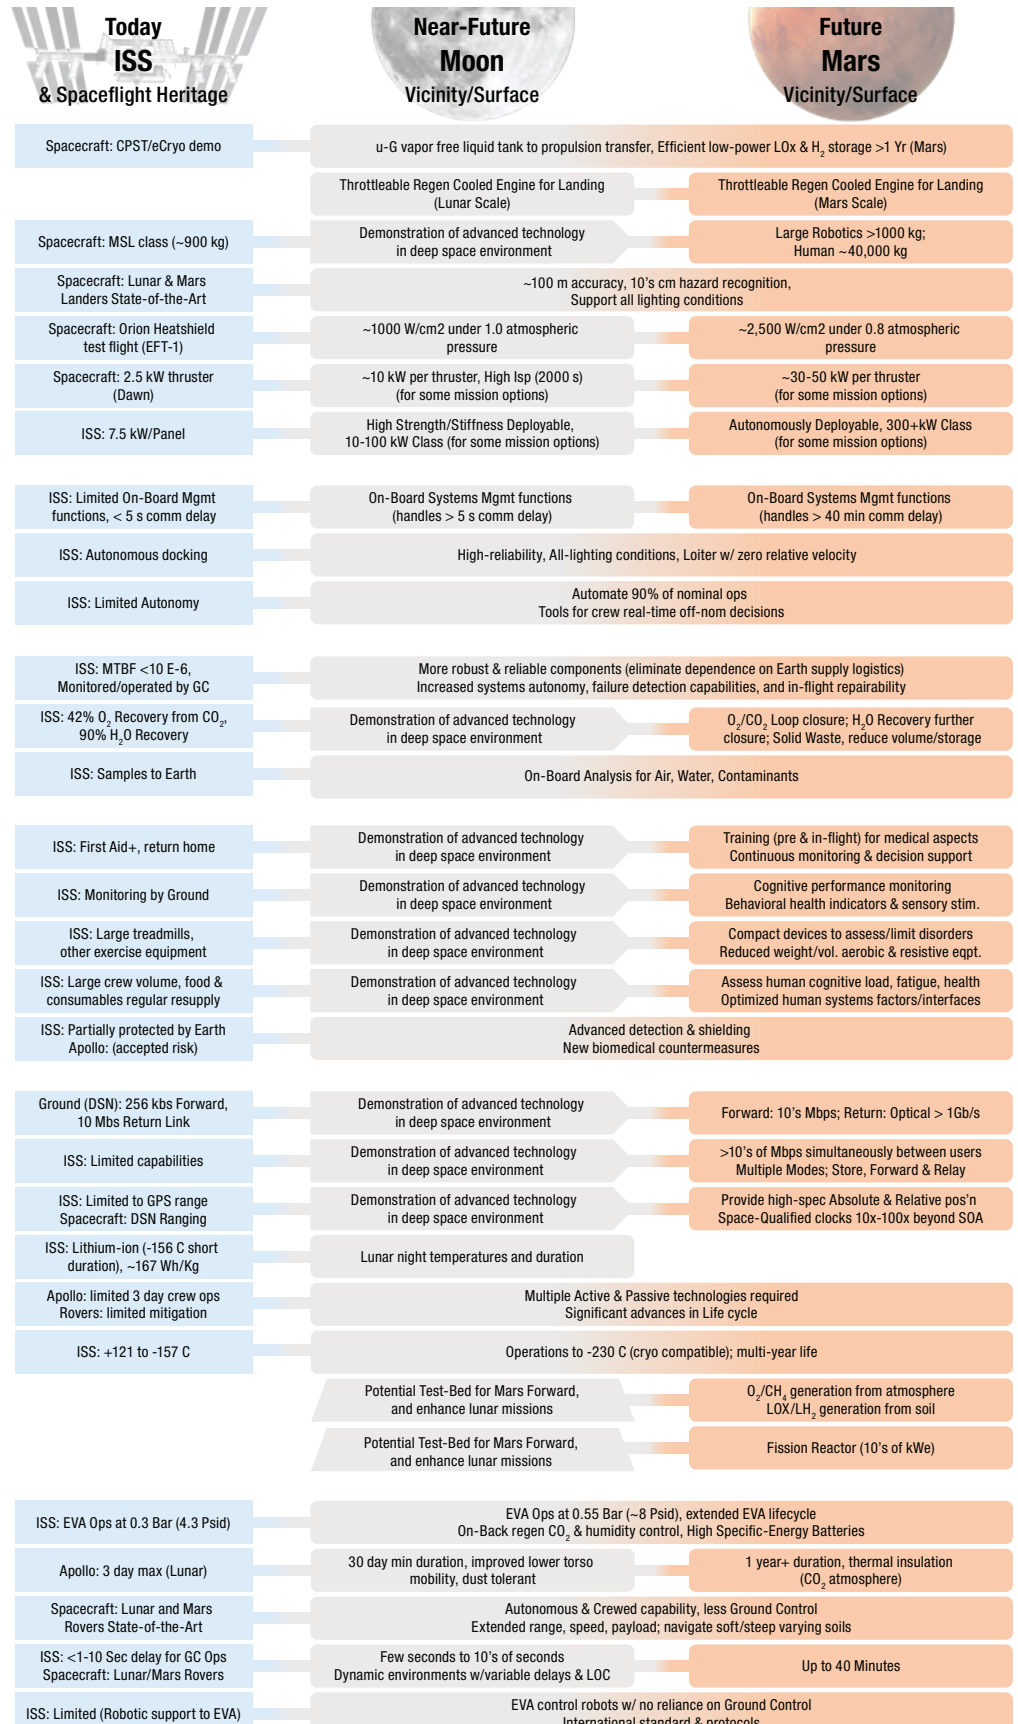 Today
ISS
& Spaceflight Heritage
Near-Future
Moon
Vicinity/Surface
Future
Mars
Vicinity/Surface
Spacecraft: CPST/eCryo demo
u-G vapor free liquid tank to propulsion transfer, Efficient low-power LOx & H2 storage >1 Yr (Mars)
Throttleable Regen Cooled Engine for Landing
(Lunar Scale)
Throttleable Regen Cooled Engine for Landing
(Mars Scale)
Spacecraft: MSL class (~900 kg)
Demonstration of advanced technology
in deep space environment
Large Robotics >1000 kg;
Human ~40,000 kg
Spacecraft: Lunar & Mars
Landers State-of-the-Art
~100 m accuracy, 10's cm hazard recognition,
Support all lighting conditions
Spacecraft: Orion Heatshield
test flight (EFT-1)
~1000 W/cm2 under 1.0 atmospheric
pressure
~2,500 W/cm2 under 0.8 atmospheric
pressure
Spacecraft: 2.5 kW thruster
(Dawn)
~10 kW per thruster, High Isp (2000 s)
(for some mission options)
~30-50 kW per thruster
(for some mission options)
ISS: 7.5 kW/Panel
High Strength/Stiffness Deployable,
10-100 kW Class (for some mission options)
Autonomously Deployable, 300+kW Class
(for some mission options)
ISS: Limited On-Board Mgmt
functions, < 5 s comm delay
On-Board Systems Mgmt functions
(handles > 5 s comm delay)
On-Board Systems Mgmt functions
(handles > 40 min comm delay)
ISS: Autonomous docking
High-reliability, All-lighting conditions, Loiter w/ zero relative velocity
ISS: Limited Autonomy
Automate 90% of nominal ops
Tools for crew real-time off-nom decisions
ISS: MTBF <10 E-6,
Monitored/operated by GC
More robust & reliable components (eliminate dependence on Earth supply logistics)
Increased systems autonomy, failure detection capabilities, and in-flight repairability
ISS: 42% O2 Recovery from CO2,
90% H2O Recovery
Demonstration of advanced technology
in deep space environment
O2/CO2 Loop closure; H2O Recovery further
closure; Solid Waste, reduce volume/storage
ISS: Samples to Earth
On-Board Analysis for Air, Water, Contaminants
ISS: First Aid+, return home
Demonstration of advanced technology
in deep space environment
Training (pre & in-flight) for medical aspects
Continuous monitoring & decision support
ISS: Monitoring by Ground
Demonstration of advanced technology
in deep space environment
Cognitive performance monitoring
Behavioral health indicators & sensory stim.
ISS: Large treadmills,
other exercise equipment
Demonstration of advanced technology
in deep space environment
Compact devices to assess/limit disorders
Reduced weight/vol. aerobic & resistive eqpt.
ISS: Large crew volume, food &
consumables regular resupply
Demonstration of advanced technology
in deep space environment
Assess human cognitive load, fatigue, health
Optimized human systems factors/interfaces
ISS: Partially protected by Earth
Apollo: (accepted risk)
Advanced detection & shielding
New biomedical countermeasures
Ground (DSN): 256 kbs Forward,
10 Mbs Return Link
Demonstration of advanced technology
in deep space environment
Forward: 10's Mbps; Return: Optical > 1Gb/s
ISS: Limited capabilities
Demonstration of advanced technology
in deep space environment
>10's of Mbps simultaneously between users
Multiple Modes; Store, Forward & Relay
ISS: Limited to GPS range
Spacecraft: DSN Ranging
Demonstration of advanced technology
in deep space environment
Provide high-spec Absolute & Relative pos'n
Space-Qualified clocks 10x-100x beyond SOA
ISS: Lithium-ion (-156 C short
duration), ~167 Wh/Kg
Lunar night temperatures and duration
Apollo: limited 3 day crew ops
Rovers: limited mitigation
Multiple Active & Passive technologies required
Significant advances in Life cycle
ISS: +121 to -157 C
Operations to -230 C (cryo compatible); multi-year life
Potential Test-Bed for Mars Forward,
and enhance lunar missions
O2/CH4 generation from atmosphere
LOX/LH2 generation from soil
Potential Test-Bed for Mars Forward,
and enhance lunar missions
Fission Reactor (10's of kWe)
ISS: EVA Ops at 0.3 Bar (4.3 Psid)
EVA Ops at 0.55 Bar (~8 Psid), extended EVA lifecycle
On-Back regen CO2 & humidity control, High Specific-Energy Batteries
Apollo: 3 day max (Lunar)
30 day min duration, improved lower torso
mobility, dust tolerant
1 year+ duration, thermal insulation
(CO2 atmosphere)
Spacecraft: Lunar and Mars
Rovers State-of-the-Art
Autonomous & Crewed capability, less Ground Control
Extended range, speed, payload; navigate soft/steep varying soils
ISS: <1-10 Sec delay for GC Ops
Spacecraft: Lunar/Mars Rovers
Few seconds to 10's of seconds
Dynamic environments w/variable delays & LOC
Up to 40 Minutes
ISS: Limited (Robotic support to EVA)
EVA control robots w/ no reliance on Ground Control
International standard & protocols